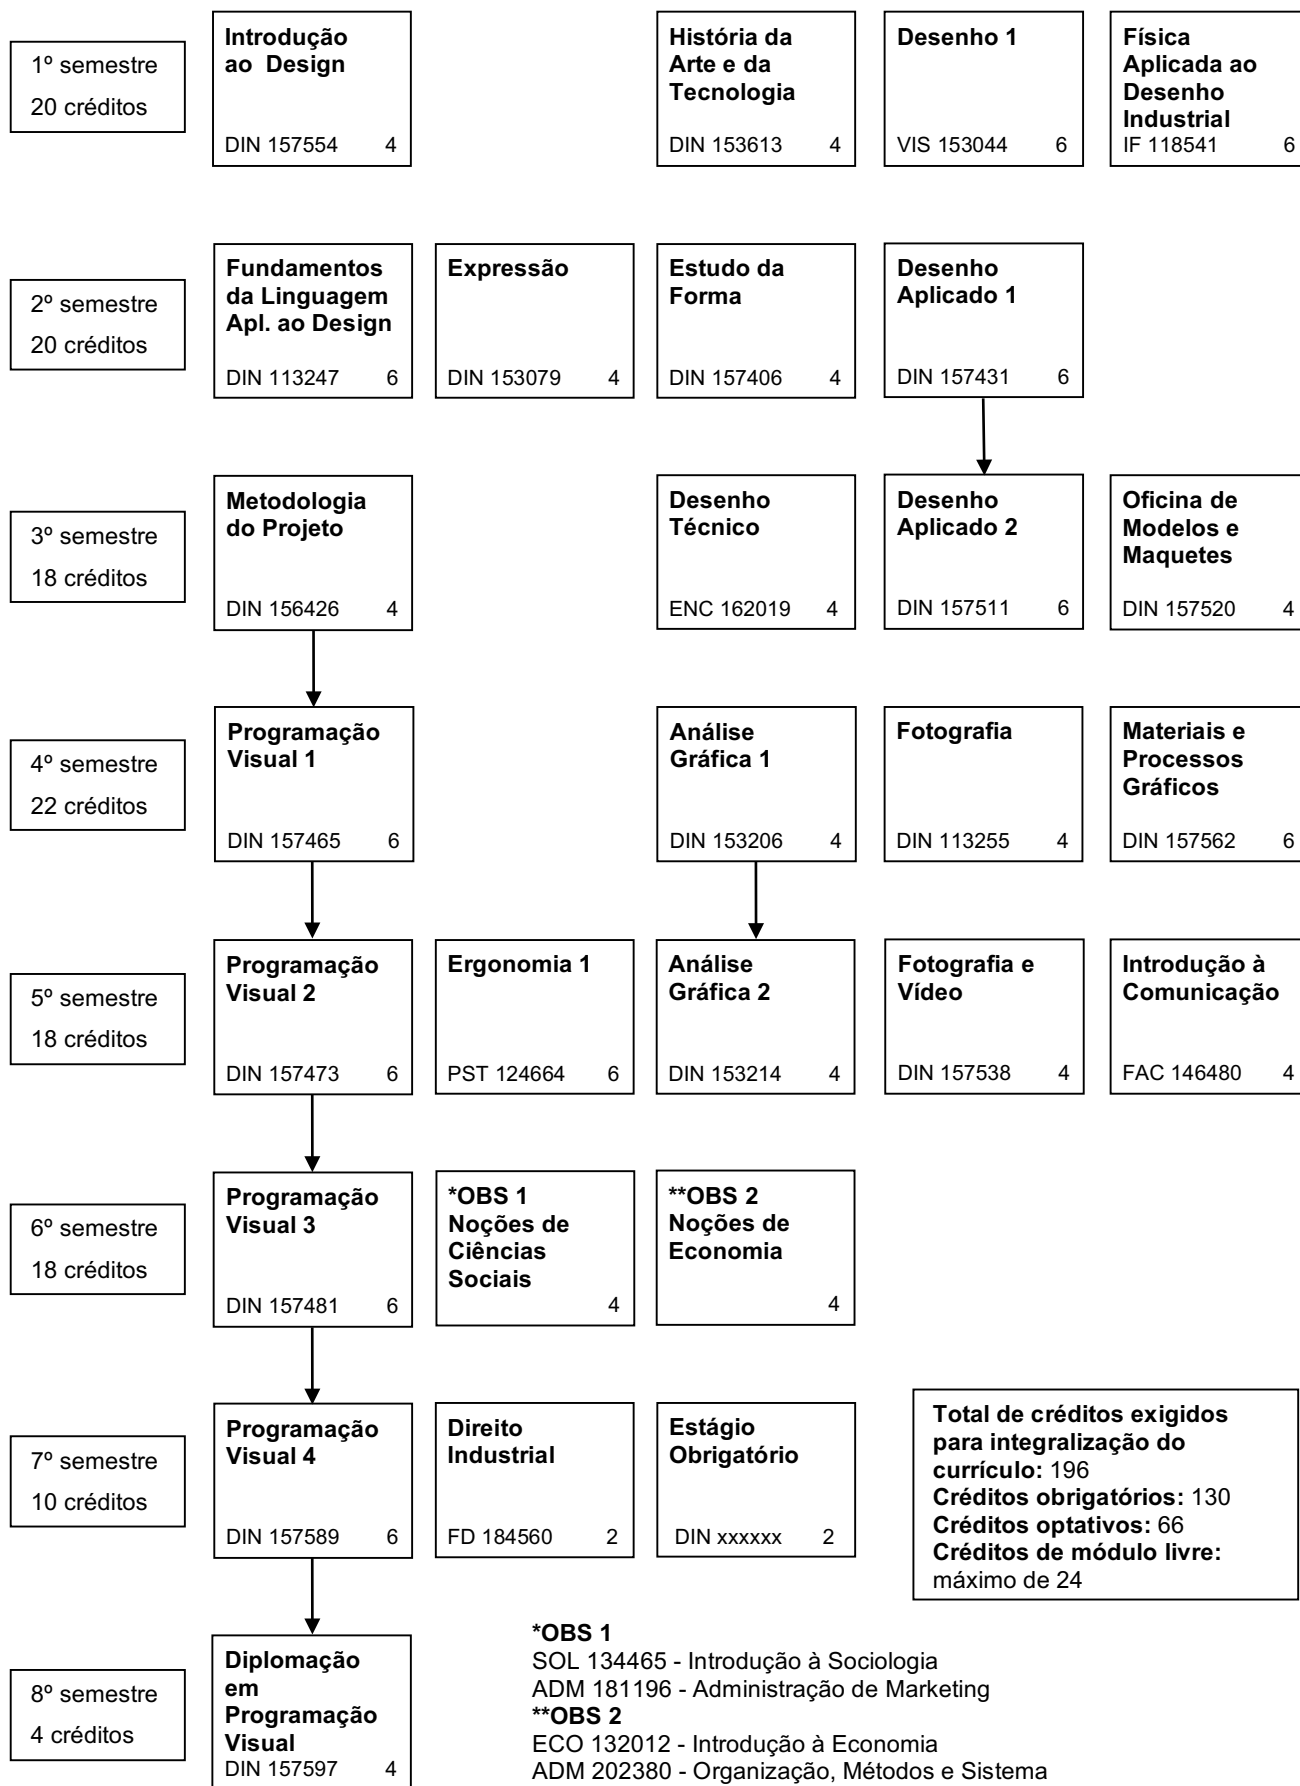 1º semestre
20 créditos
Introdução
ao  Design
DIN 157554 4
História da
Arte e da
Tecnologia
DIN 153613 4
Desenho 1
VIS 153044 6
Física
Aplicada ao
Desenho
Industrial
IF 118541 6
2º semestre
20 créditos
Fundamentos
da Linguagem
Apl. ao Design
DIN 113247 6
Expressão
DIN 153079 4
Estudo da
Forma
DIN 157406 4
Desenho
Aplicado 1
DIN 157431 6
3º semestre
18 créditos
Metodologia
do Projeto
DIN 156426 4
Desenho
Técnico
ENC 162019 4
Desenho
Aplicado 2
DIN 157511 6
Oficina de
Modelos e
Maquetes
DIN 157520 4
4º semestre
22 créditos
Programação
Visual 1
DIN 157465 6
Análise
Gráfica 1
DIN 153206 4
Fotografia
DIN 113255 4
Materiais e
Processos
Gráficos
DIN 157562 6
5º semestre
18 créditos
Programação
Visual 2
DIN 157473 6
Ergonomia 1
PST 124664 6
Análise
Gráfica 2
DIN 153214 4
Fotografia e
Vídeo
DIN 157538 4
Introdução à
Comunicação
FAC 146480 4
6º semestre
18 créditos
Programação
Visual 3
DIN 157481 6
*OBS 1
Noções de
Ciências
Sociais
4
**OBS 2
Noções de
Economia
4
7º semestre
10 créditos
Programação
Visual 4
DIN 157589 6
Direito
Industrial
FD 184560 2
Estágio
Obrigatório
DIN xxxxxx 2
Total de créditos exigidos
para integralização do
currículo: 196
Créditos obrigatórios: 130
Créditos optativos: 66
Créditos de módulo livre:
máximo de 24
8º semestre
4 créditos
Diplomação
em
Programação
Visual
DIN 157597 4
*OBS 1
SOL 134465 - Introdução à Sociologia
ADM 181196 - Administração de Marketing
**OBS 2
ECO 132012 - Introdução à Economia
ADM 202380 - Organização, Métodos e Sistema